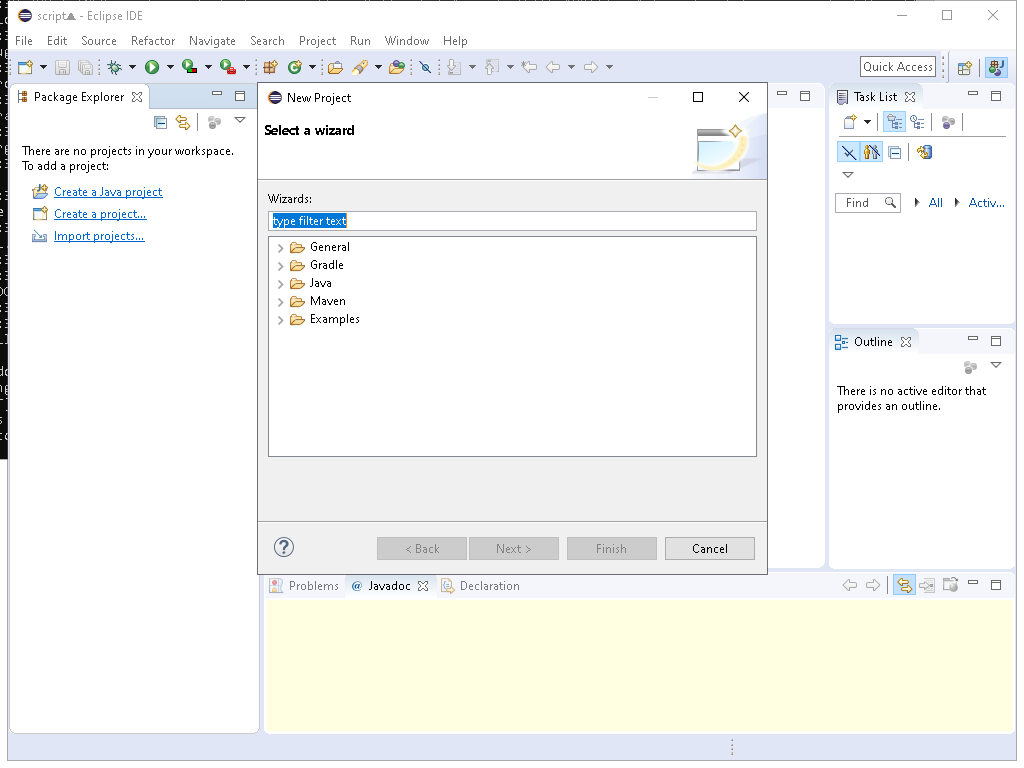 script▲ - Eclipse IDE
File Edit Source Refactor Navigate Search Project Run Window Help
Quick Access
Package Explorer
There are no projects in your workspace.
To add a project:
Create a Java project
Create a project...
Import projects...
New Project
Select a wizard
Wizards:
type filter text
General
Gradle
Java
Maven
Examples
?
< Back Next > Finish Cancel
Task List
Find All Activ...
Outline
There is no active editor that
provides an outline.
Problems @ Javadoc Declaration